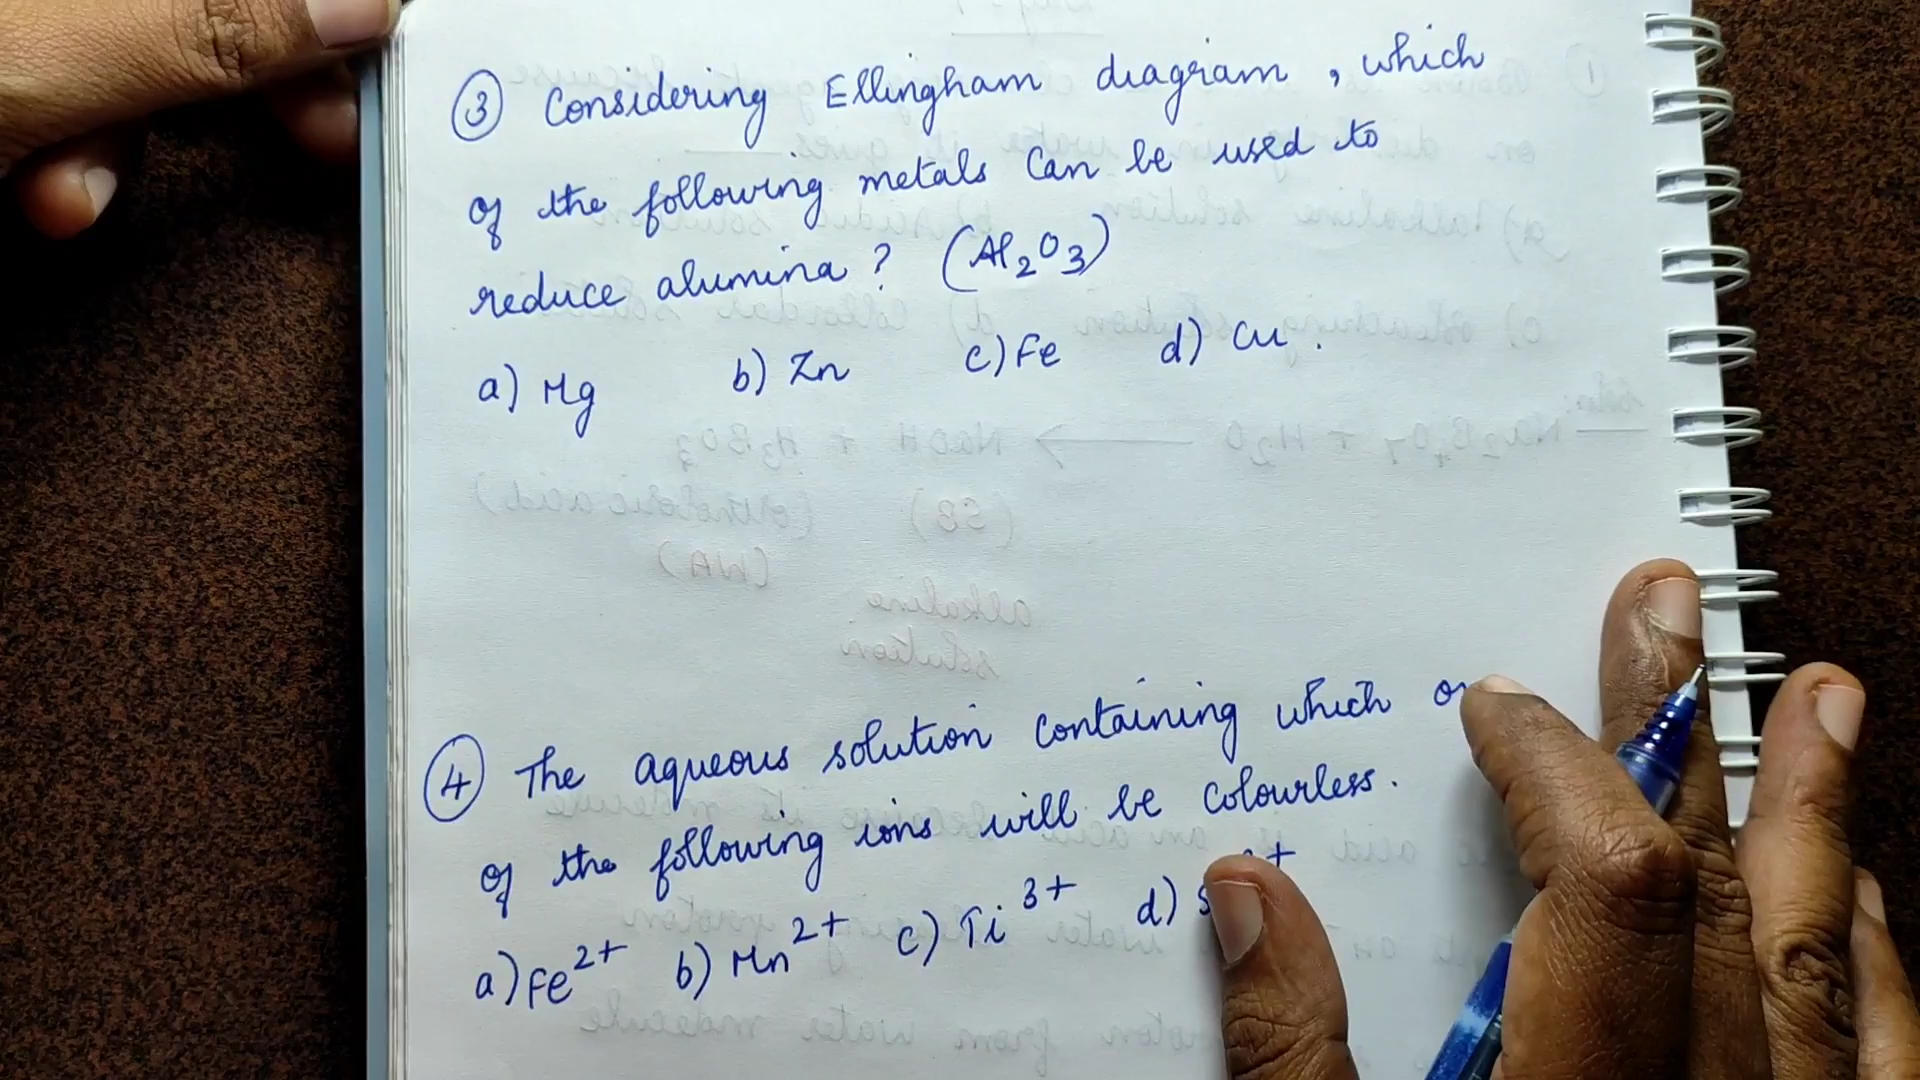 ③ Considering Ellingham diagram, which
of the following metals can be used to
reduce alumina? (Al₂O₃)
a) Mg b) Zn c) Fe d) Cu.
④ The aqueous solution containing which
of the following ions will be colourless.
a) Fe²⁺ b) Mn²⁺ c) Ti³⁺ d)